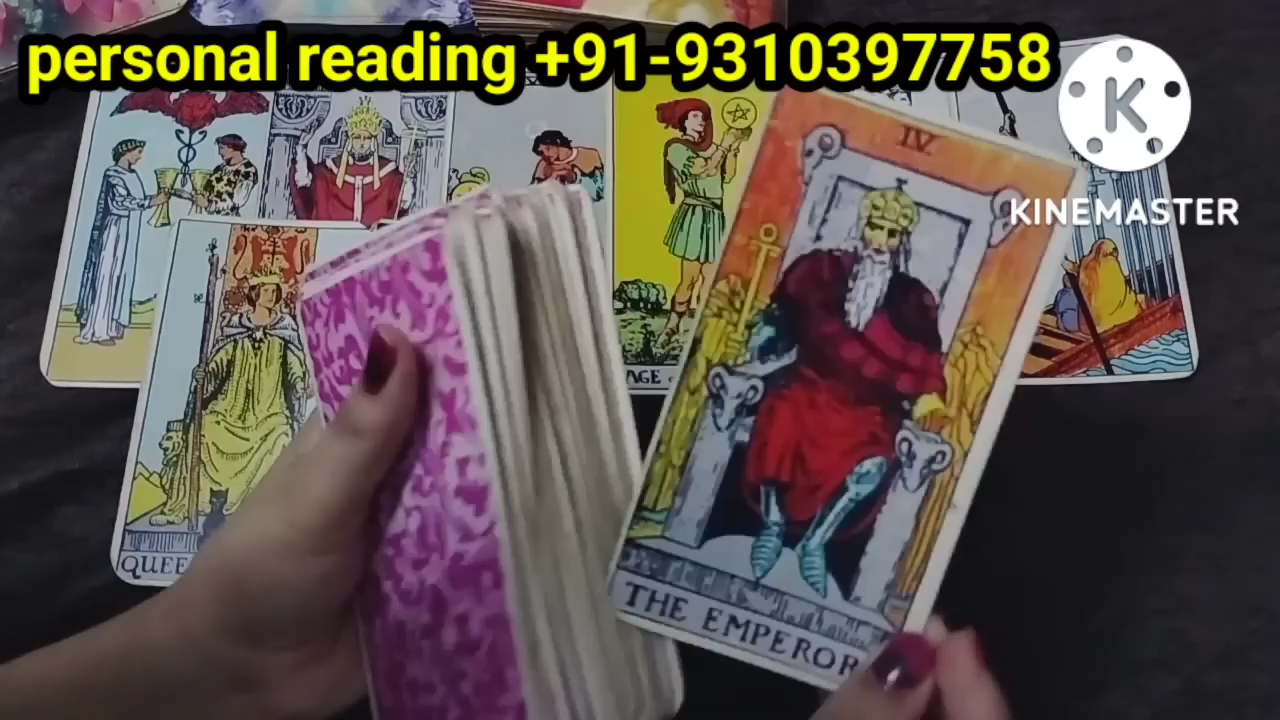 personal reading +91-9310397758
K
KINEMASTER
IV
AGE
QUEE
THE EMPEROR